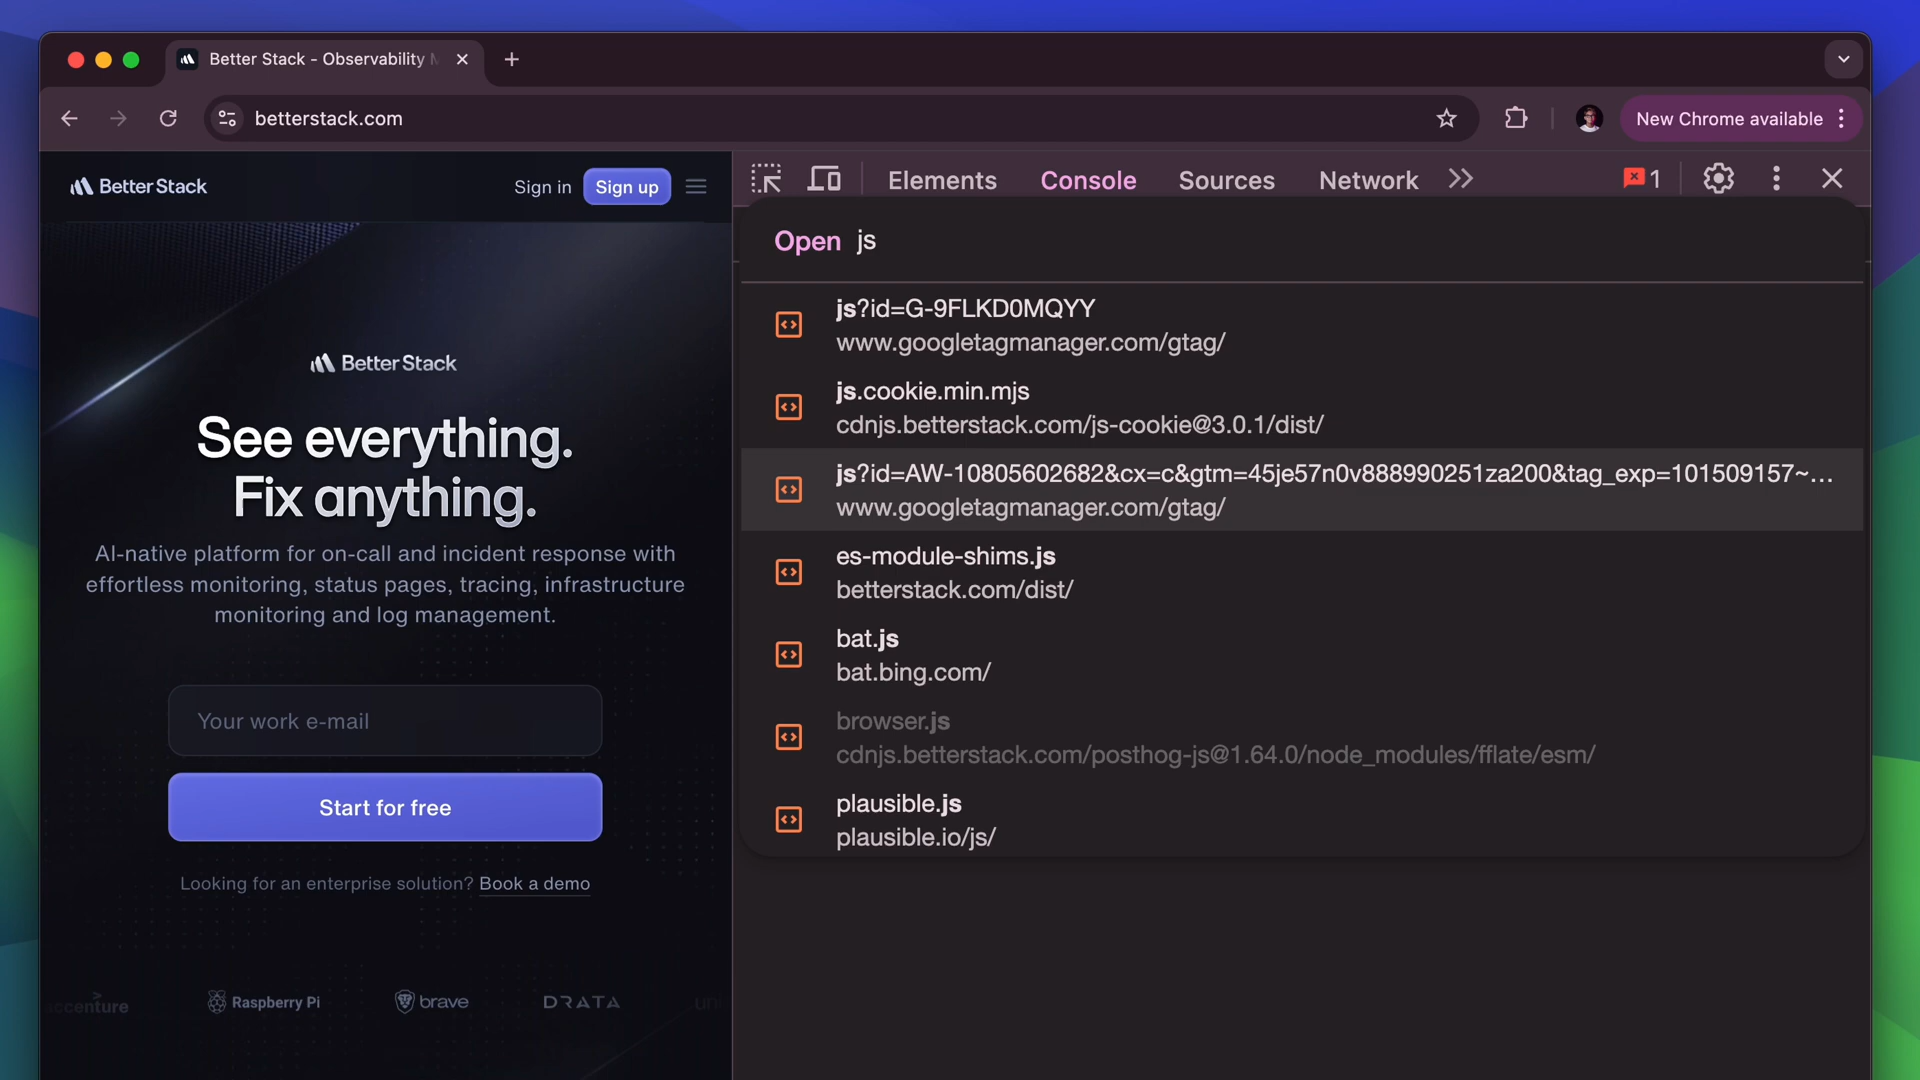 Better Stack - Observability
betterstack.com
New Chrome available
Better Stack
Sign in
Sign up
Better Stack
See everything.
Fix anything.
AI-native platform for on-call and incident response with
effortless monitoring, status pages, tracing, infrastructure
monitoring and log management.
Your work e-mail
Start for free
Looking for an enterprise solution? Book a demo
accenture
Raspberry Pi
brave
DRATA
Elements
Console
Sources
Network
1
Open js
js?id=G-9FLKD0MQYY
www.googletagmanager.com/gtag/
js.cookie.min.mjs
cdnjs.betterstack.com/js-cookie@3.0.1/dist/
js?id=AW-10805602682&cx=c&gtm=45je57n0v888990251za200&tag_exp=101509157~…
www.googletagmanager.com/gtag/
es-module-shims.js
betterstack.com/dist/
bat.js
bat.bing.com/
browser.js
cdnjs.betterstack.com/posthog-js@1.64.0/node_modules/fflate/esm/
plausible.js
plausible.io/js/